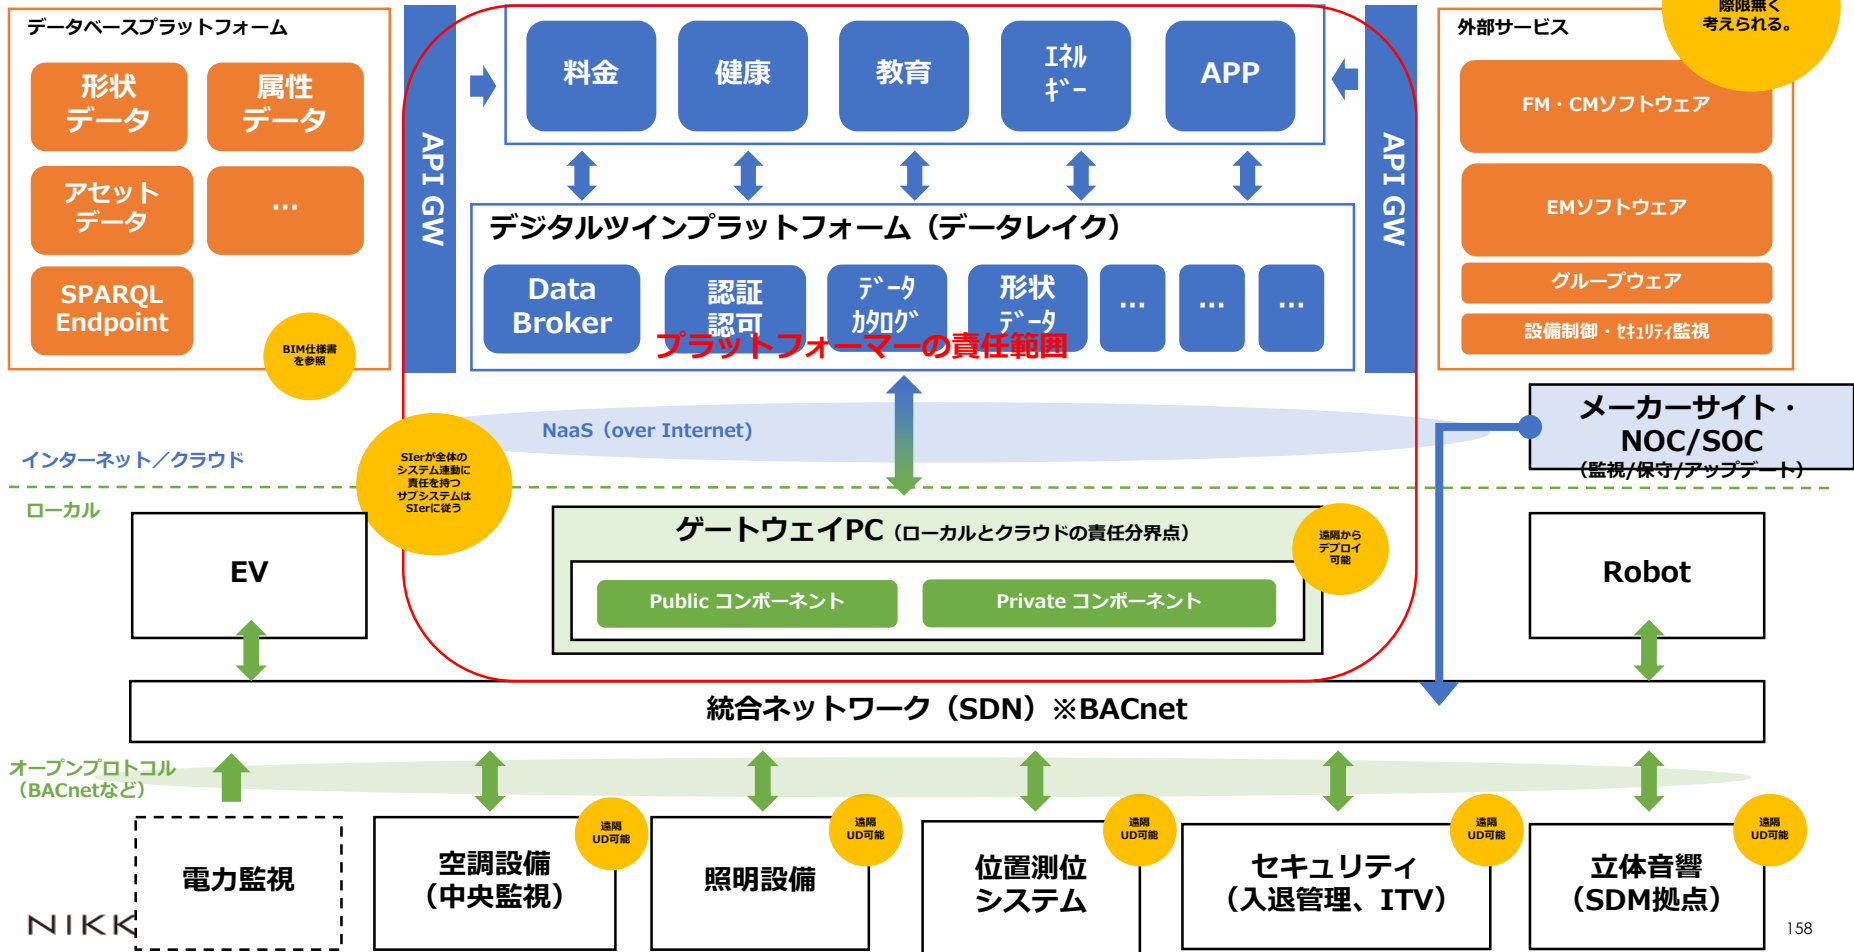 データベースプラットフォーム
形状
データ
属性
データ
アセット
データ
…
SPARQL
Endpoint
BIM仕様書
を参照
API GW
料金
健康
教育
ｴﾈﾙ
ｷﾞｰ
APP
デジタルツインプラットフォーム（データレイク）
Data
Broker
認証
認可
ﾃﾞｰﾀ
ｶﾀﾛｸﾞ
形状
ﾃﾞｰﾀ
…
…
…
プラットフォーマーの責任範囲
API GW
外部サービス
際限無く
考えられる。
FM・CMソフトウェア
EMソフトウェア
グループウェア
設備制御・ｾｷｭﾘﾃｨ監視
NaaS（over Internet)
メーカーサイト・
NOC/SOC
（監視/保守/アップデート）
インターネット／クラウド
ローカル
SIerが全体の
システム連動に
責任を持つ
サブシステムは
SIerに従う
EV
ゲートウェイPC（ローカルとクラウドの責任分界点）
遠隔から
デプロイ
可能
Public コンポーネント
Private コンポーネント
Robot
統合ネットワーク（SDN）※BACnet
オープンプロトコル
（BACnetなど）
電力監視
空調設備
（中央監視）
遠隔
UD可能
照明設備
遠隔
UD可能
位置測位
システム
遠隔
UD可能
セキュリティ
（入退管理、ITV）
遠隔
UD可能
立体音響
（SDM拠点）
遠隔
UD可能
NIKK
158